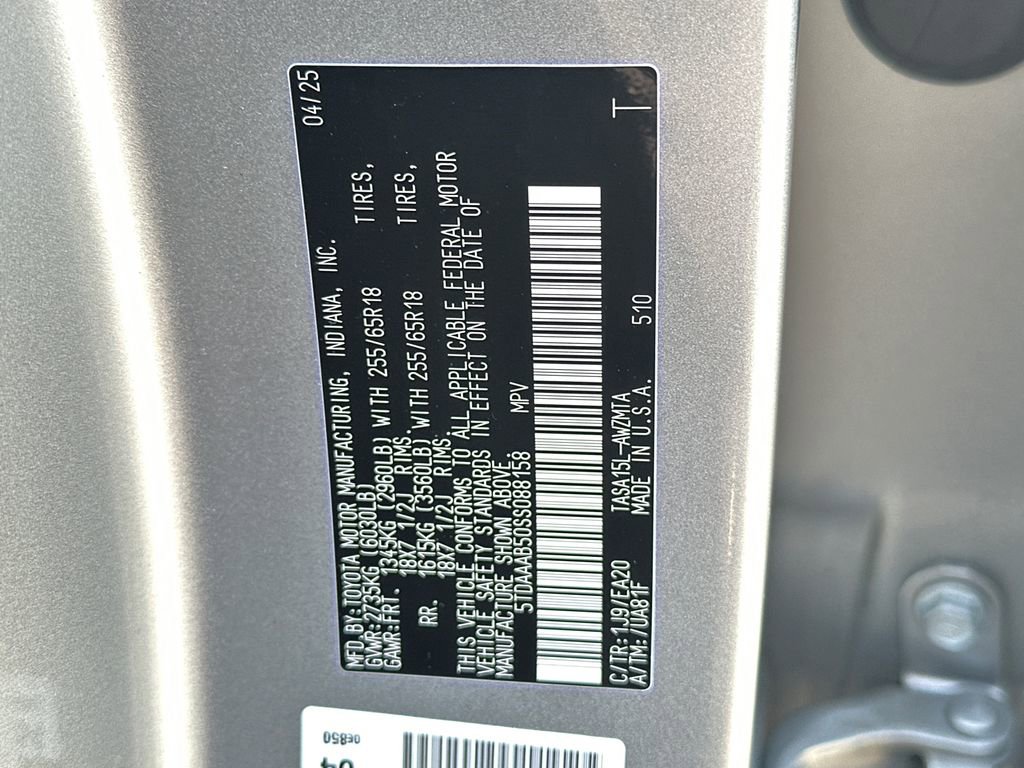 MFD.BY:TOYOTA MOTOR MANUFACTURING, INDIANA, INC. 04/25
GVWR:2735KG (6030LB)
GAWR:FRT. 1345KG (2960LB) WITH 255/65R18 TIRES,
18X7 1/2J RIMS.
RR. 1615KG (3560LB) WITH 255/65R18 TIRES,
18X7 1/2J RIMS.
THIS VEHICLE CONFORMS TO ALL APPLICABLE FEDERAL MOTOR
VEHICLE SAFETY STANDARDS IN EFFECT ON THE DATE OF
MANUFACTURE SHOWN ABOVE.
5TDAAAB50SS088158 MPV
C/TR:1J9/EA20 TASA15L-AWZMTA T
A/TM:/UA81F MADE IN U.S.A. 510
0E850